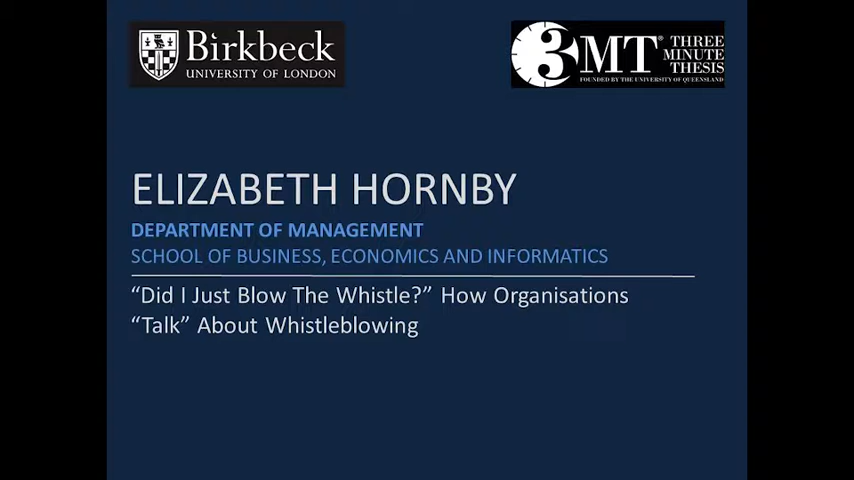 Birkbeck
UNIVERSITY OF LONDON
3MT® THREE
MINUTE
THESIS
FOUNDED BY THE UNIVERSITY OF QUEENSLAND
ELIZABETH HORNBY
DEPARTMENT OF MANAGEMENT
SCHOOL OF BUSINESS, ECONOMICS AND INFORMATICS
“Did I Just Blow The Whistle?” How Organisations
“Talk” About Whistleblowing